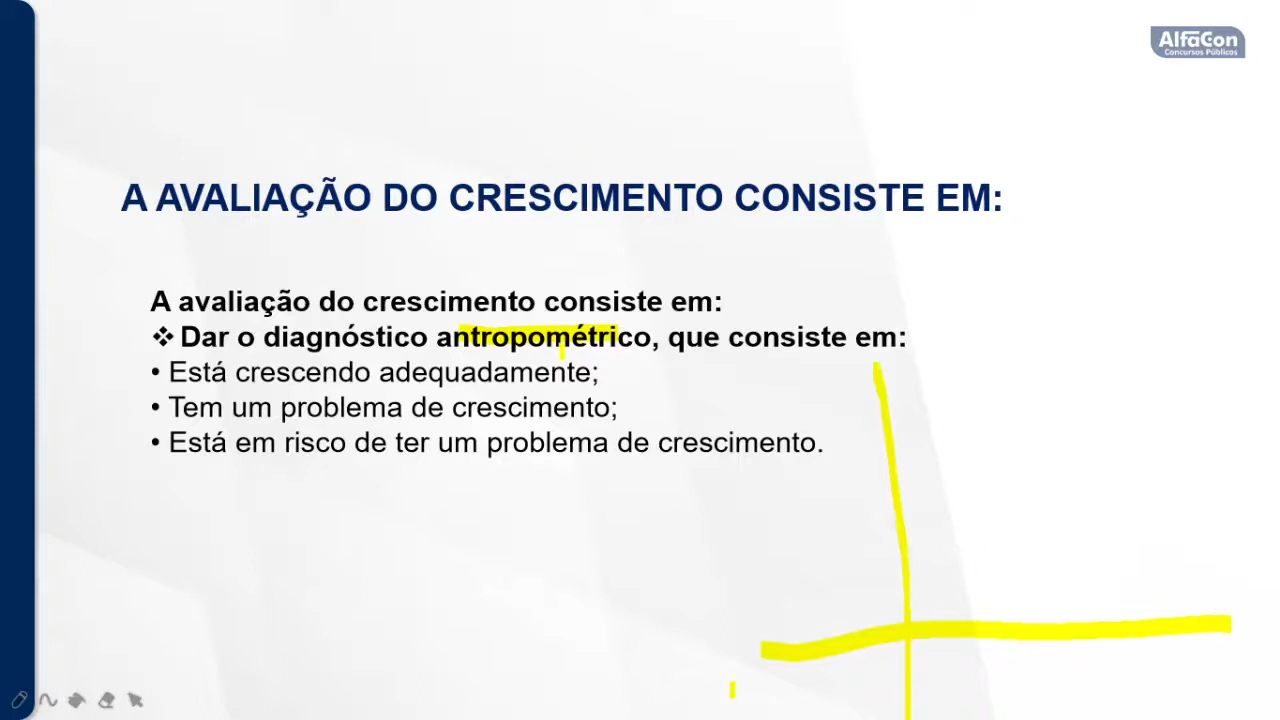 AlfaCon
Concursos Públicos
A AVALIAÇÃO DO CRESCIMENTO CONSISTE EM:
A avaliação do crescimento consiste em:
❖ Dar o diagnóstico antropométrico, que consiste em:
• Está crescendo adequadamente;
• Tem um problema de crescimento;
• Está em risco de ter um problema de crescimento.